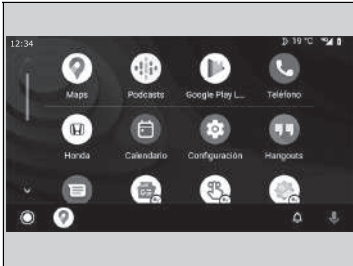 12:34
19 °C
Maps
Podcasts
Google Play L...
Teléfono
Honda
Calendario
Configuración
Hangouts